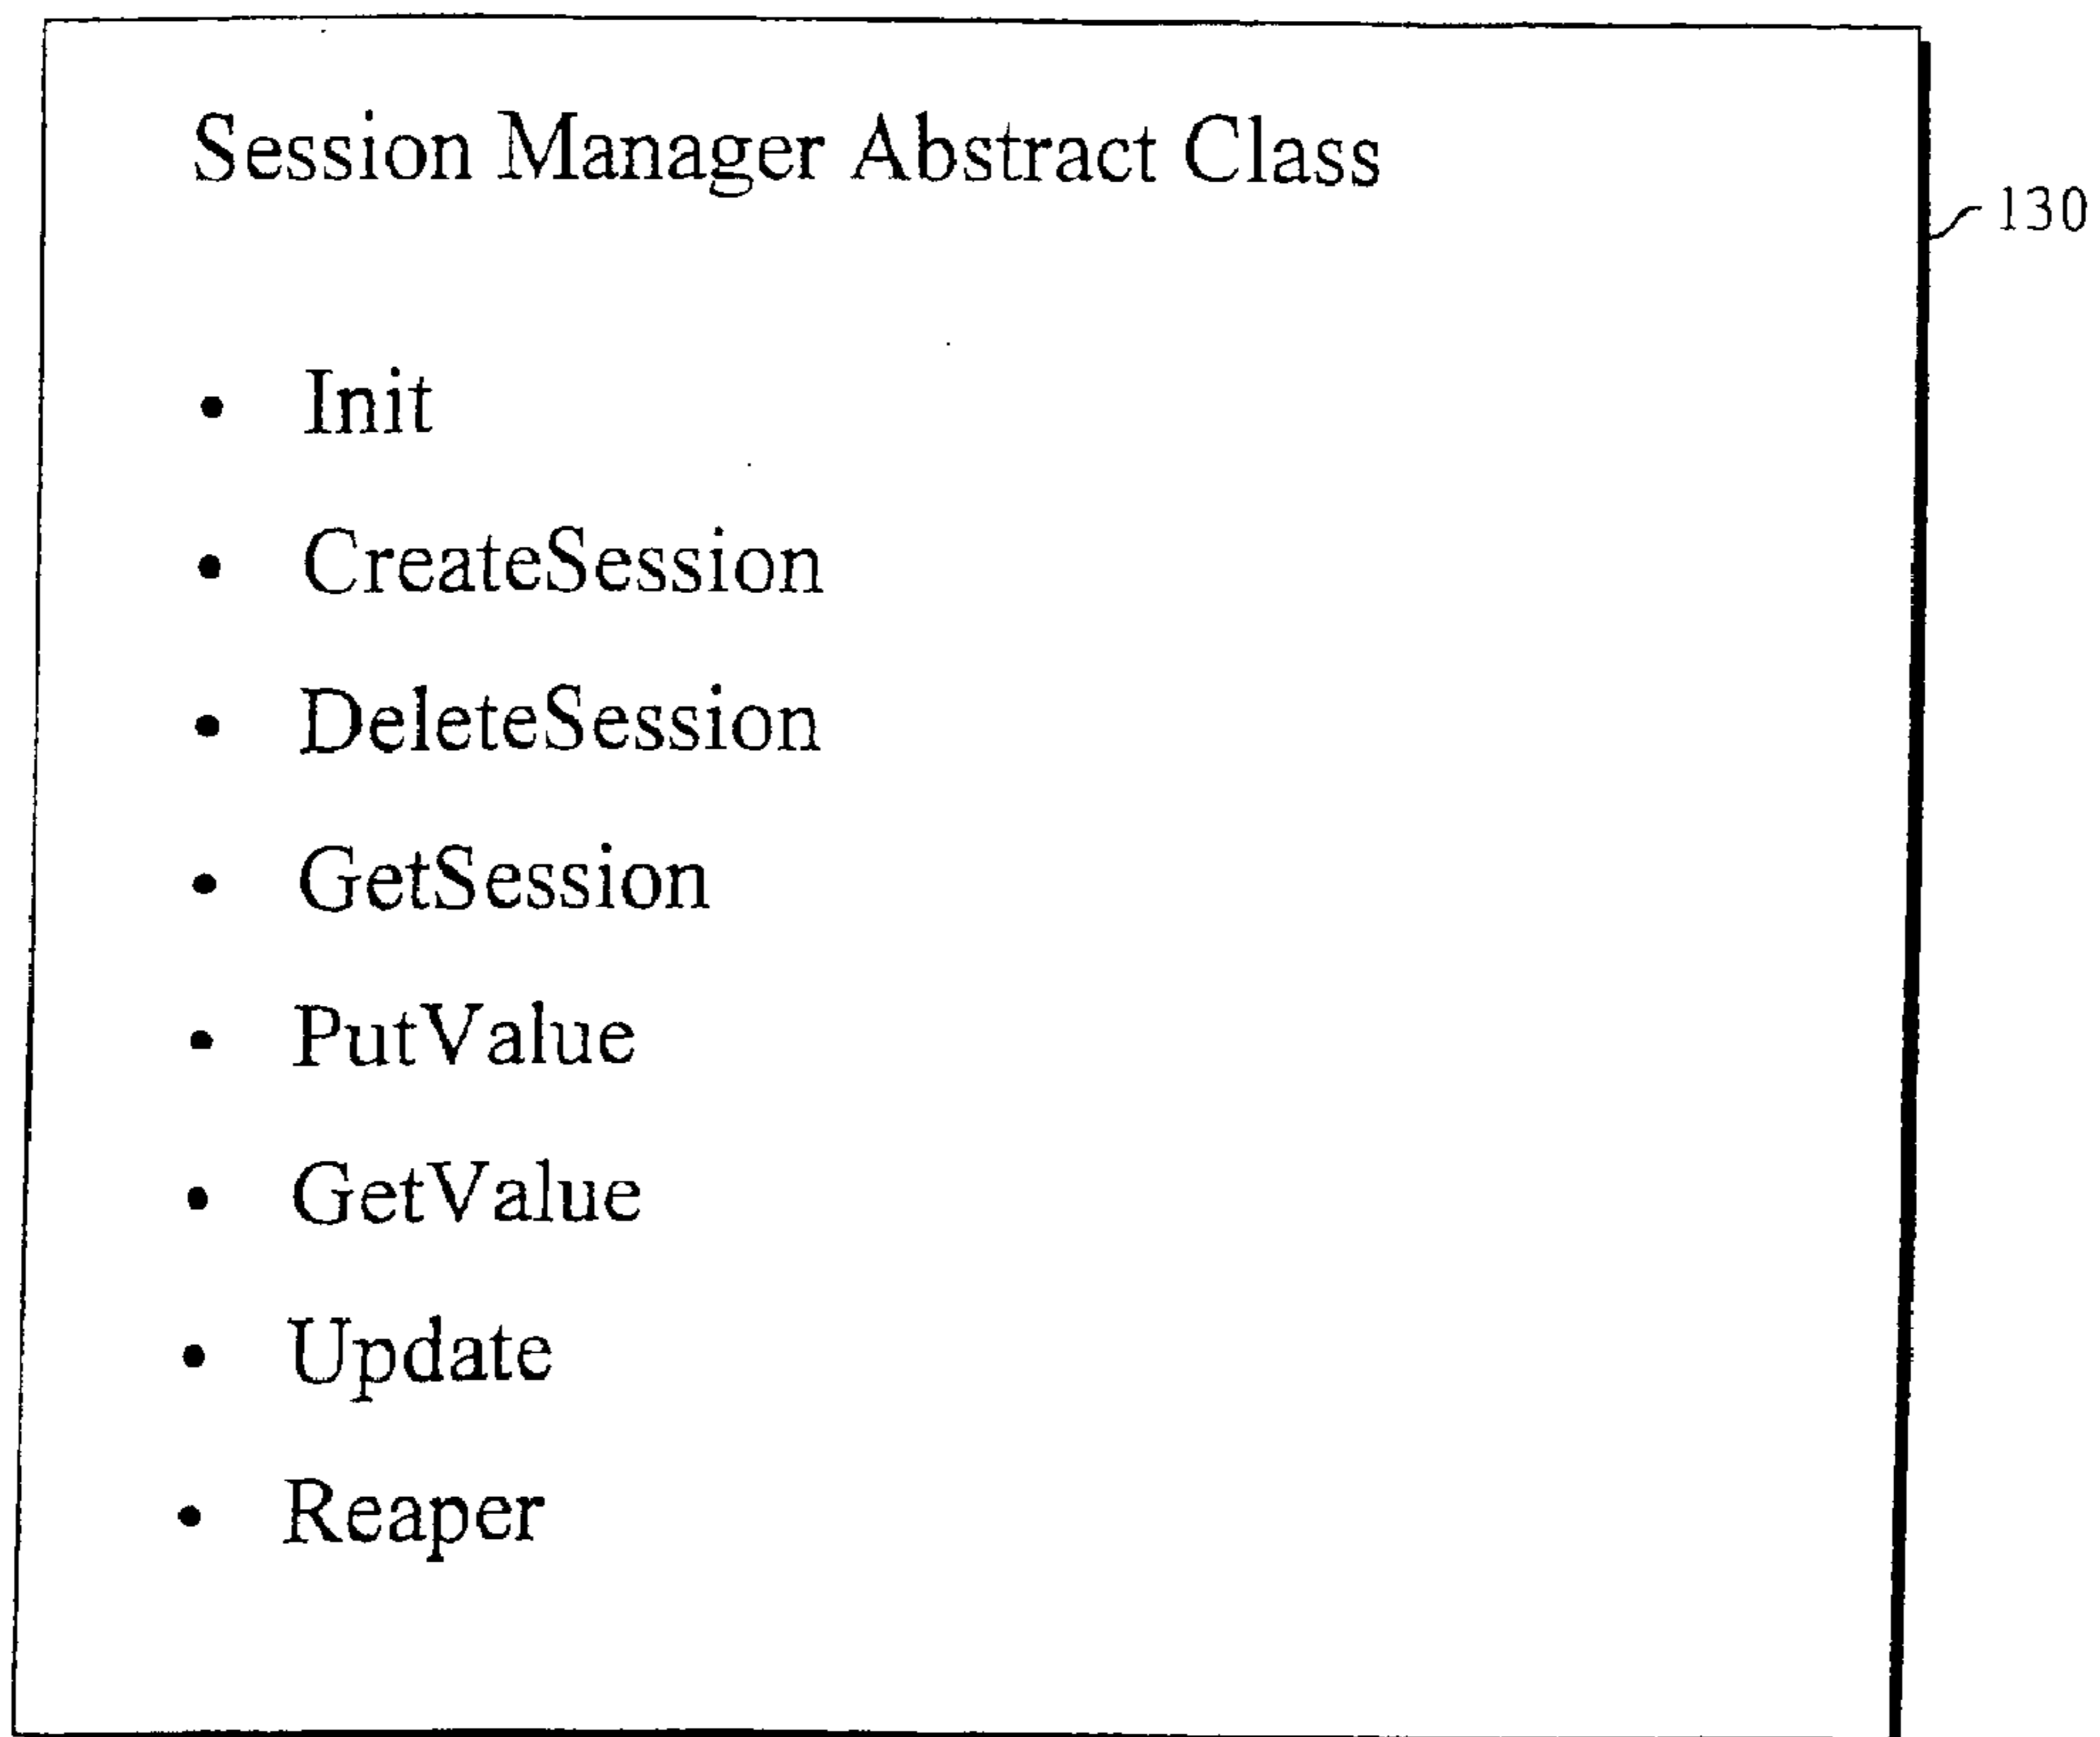 Session Manager Abstract Class
130
• Init
• CreateSession
• DeleteSession
• GetSession
• PutValue
• GetValue
• Update
• Reaper